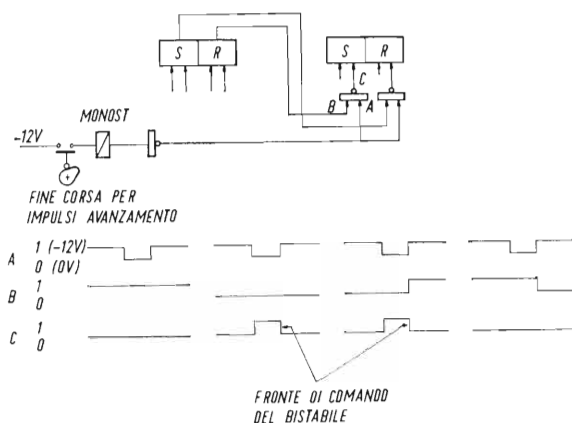 S R
S R
C
B A
MONOST
-12V
FINE CORSA PER
IMPULSI AVANZAMENTO
A 1 (-12V)
0 (0V)
B 1
0
C 1
0
FRONTE DI COMANDO
DEL BISTABILE